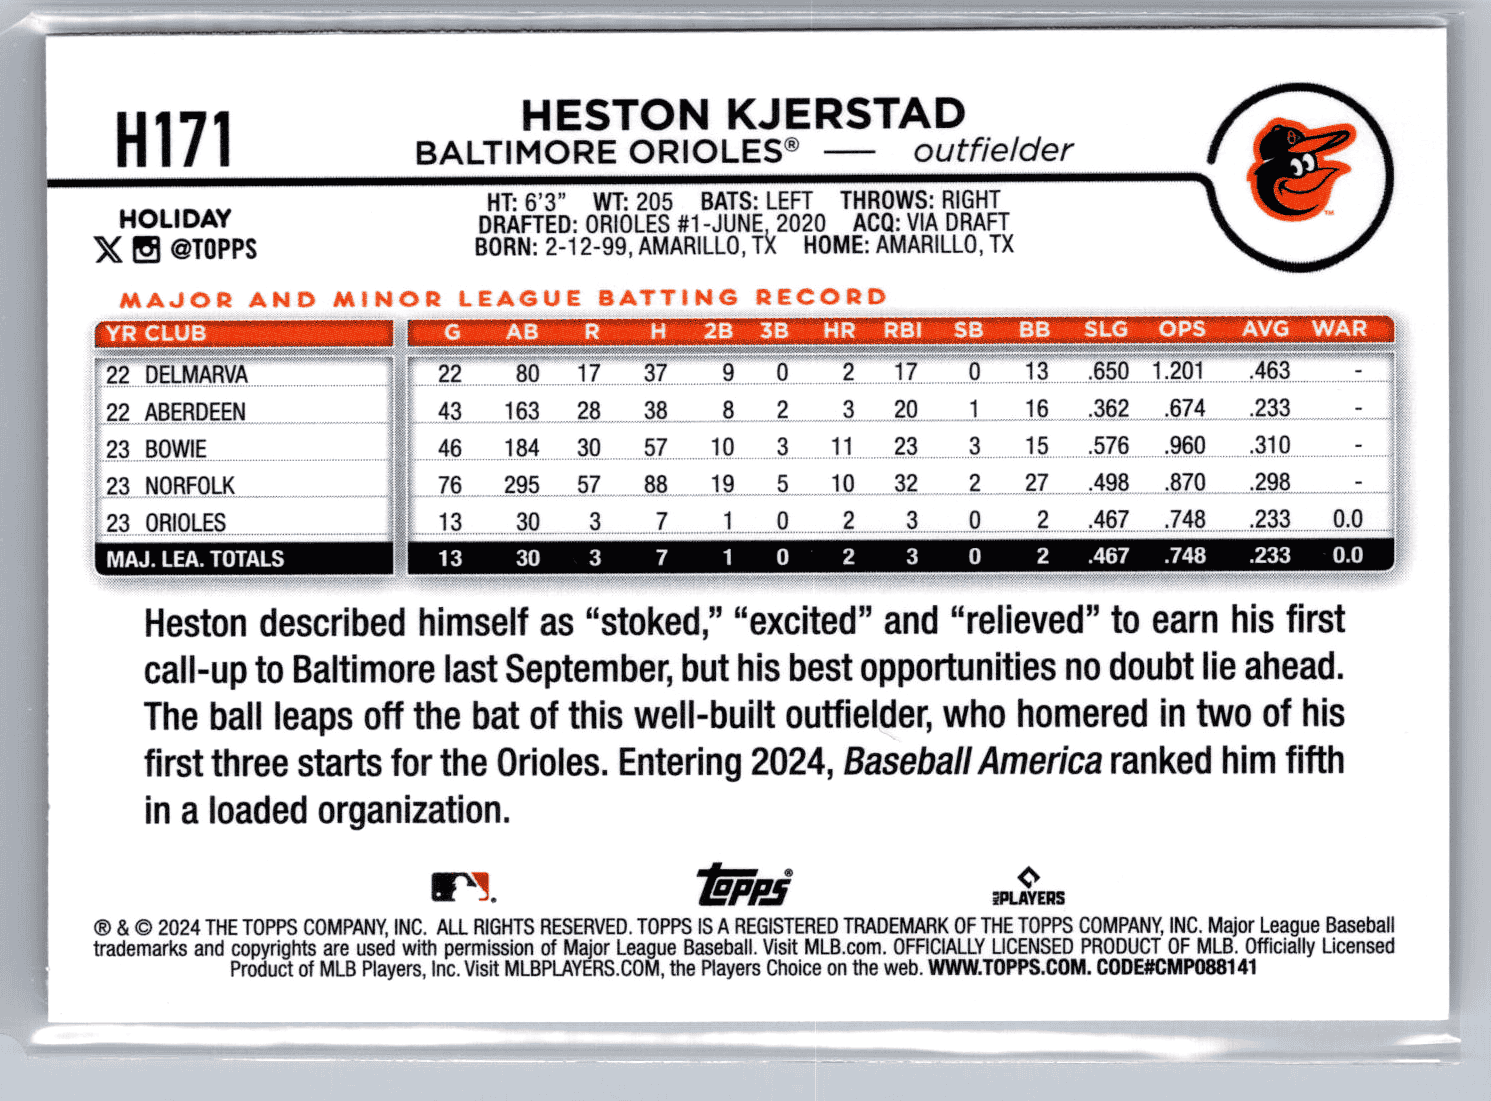 H171
HESTON KJERSTAD
BALTIMORE ORIOLES® — outfielder
HOLIDAY
@TOPPS
HT: 6'3” WT: 205 BATS: LEFT THROWS: RIGHT
DRAFTED: ORIOLES #1-JUNE, 2020 ACQ: VIA DRAFT
BORN: 2-12-99, AMARILLO, TX HOME: AMARILLO, TX
MAJOR AND MINOR LEAGUE BATTING RECORD
YR CLUB G AB R H 2B 3B HR RBI SB BB SLG OPS AVG WAR
22 DELMARVA 22 80 17 37 9 0 2 17 0 13 .650 1.201 .463 -
22 ABERDEEN 43 163 28 38 8 2 3 20 1 16 .362 .674 .233 -
23 BOWIE 46 184 30 57 10 3 11 23 3 15 .576 .960 .310 -
23 NORFOLK 76 295 57 88 19 5 10 32 2 27 .498 .870 .298 -
23 ORIOLES 13 30 3 7 1 0 2 3 0 2 .467 .748 .233 0.0
MAJ. LEA. TOTALS 13 30 3 7 1 0 2 3 0 2 .467 .748 .233 0.0
Heston described himself as “stoked,” “excited” and “relieved” to earn his first
call-up to Baltimore last September, but his best opportunities no doubt lie ahead.
The ball leaps off the bat of this well-built outfielder, who homered in two of his
first three starts for the Orioles. Entering 2024, Baseball America ranked him fifth
in a loaded organization.
Topps®
MLBPLAYERS
® & © 2024 THE TOPPS COMPANY, INC. ALL RIGHTS RESERVED. TOPPS IS A REGISTERED TRADEMARK OF THE TOPPS COMPANY, INC. Major League Baseball
trademarks and copyrights are used with permission of Major League Baseball. Visit MLB.com. OFFICIALLY LICENSED PRODUCT OF MLB. Officially Licensed
Product of MLB Players, Inc. Visit MLBPLAYERS.COM, the Players Choice on the web. WWW.TOPPS.COM. CODE#CMP088141